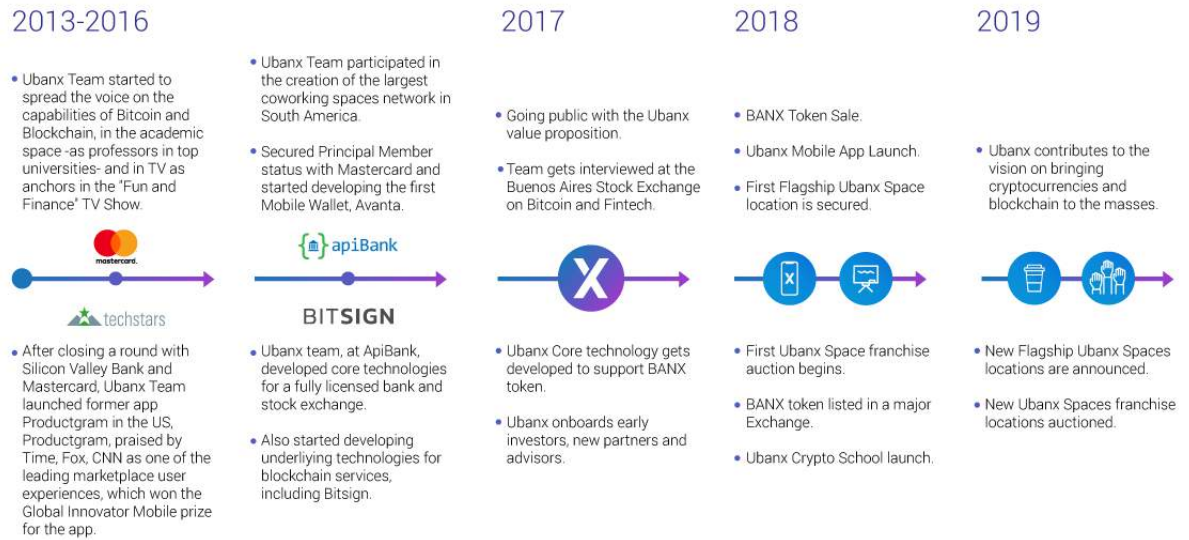 2013-2016
• Ubanx Team started to
spread the voice on the
capabilities of Bitcoin and
Blockchain, in the academic
space -as professors in top
universities- and in TV as
anchors in the "Fun and
Finance" TV Show.
mastercard.
techstars
• After closing a round with
Silicon Valley Bank and
Mastercard, Ubanx Team
launched former app
Productgram in the US,
Productgram, praised by
Time, Fox, CNN as one of the
leading marketplace user
experiences, which won the
Global Innovator Mobile prize
for the app.
• Ubanx Team participated in
the creation of the largest
coworking spaces network in
South America.
• Secured Principal Member
status with Mastercard and
started developing the first
Mobile Wallet, Avanta.
{ } apiBank
BITSIGN
• Ubanx team, at ApiBank,
developed core technologies
for a fully licensed bank and
stock exchange.
• Also started developing
underliying technologies for
blockchain services,
including Bitsign.
2017
• Going public with the Ubanx
value proposition.
• Team gets interviewed at the
Buenos Aires Stock Exchange
on Bitcoin and Fintech.
X
• Ubanx Core technology gets
developed to support BANX
token.
• Ubanx onboards early
investors, new partners and
advisors.
2018
• BANX Token Sale.
• Ubanx Mobile App Launch.
• First Flagship Ubanx Space
location is secured.
X
• First Ubanx Space franchise
auction begins.
• BANX token listed in a major
Exchange.
• Ubanx Crypto School launch.
2019
• Ubanx contributes to the
vision on bringing
cryptocurrencies and
blockchain to the masses.
• New Flagship Ubanx Spaces
locations are announced.
• New Ubanx Spaces franchise
locations auctioned.